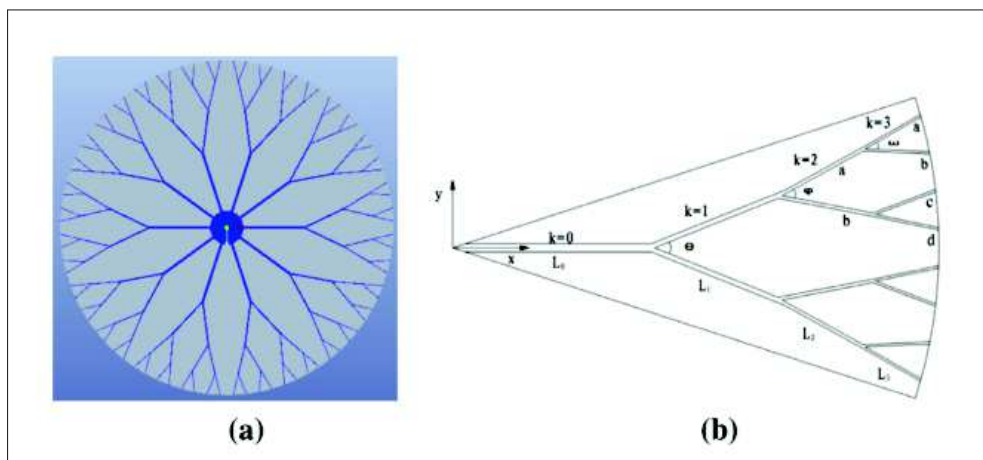 k=3
a
ω
k=2
b
a
φ
k=1
c
y
b
k=0
θ
d
x
L₀
L₁
L₂
L₃
(a)
(b)